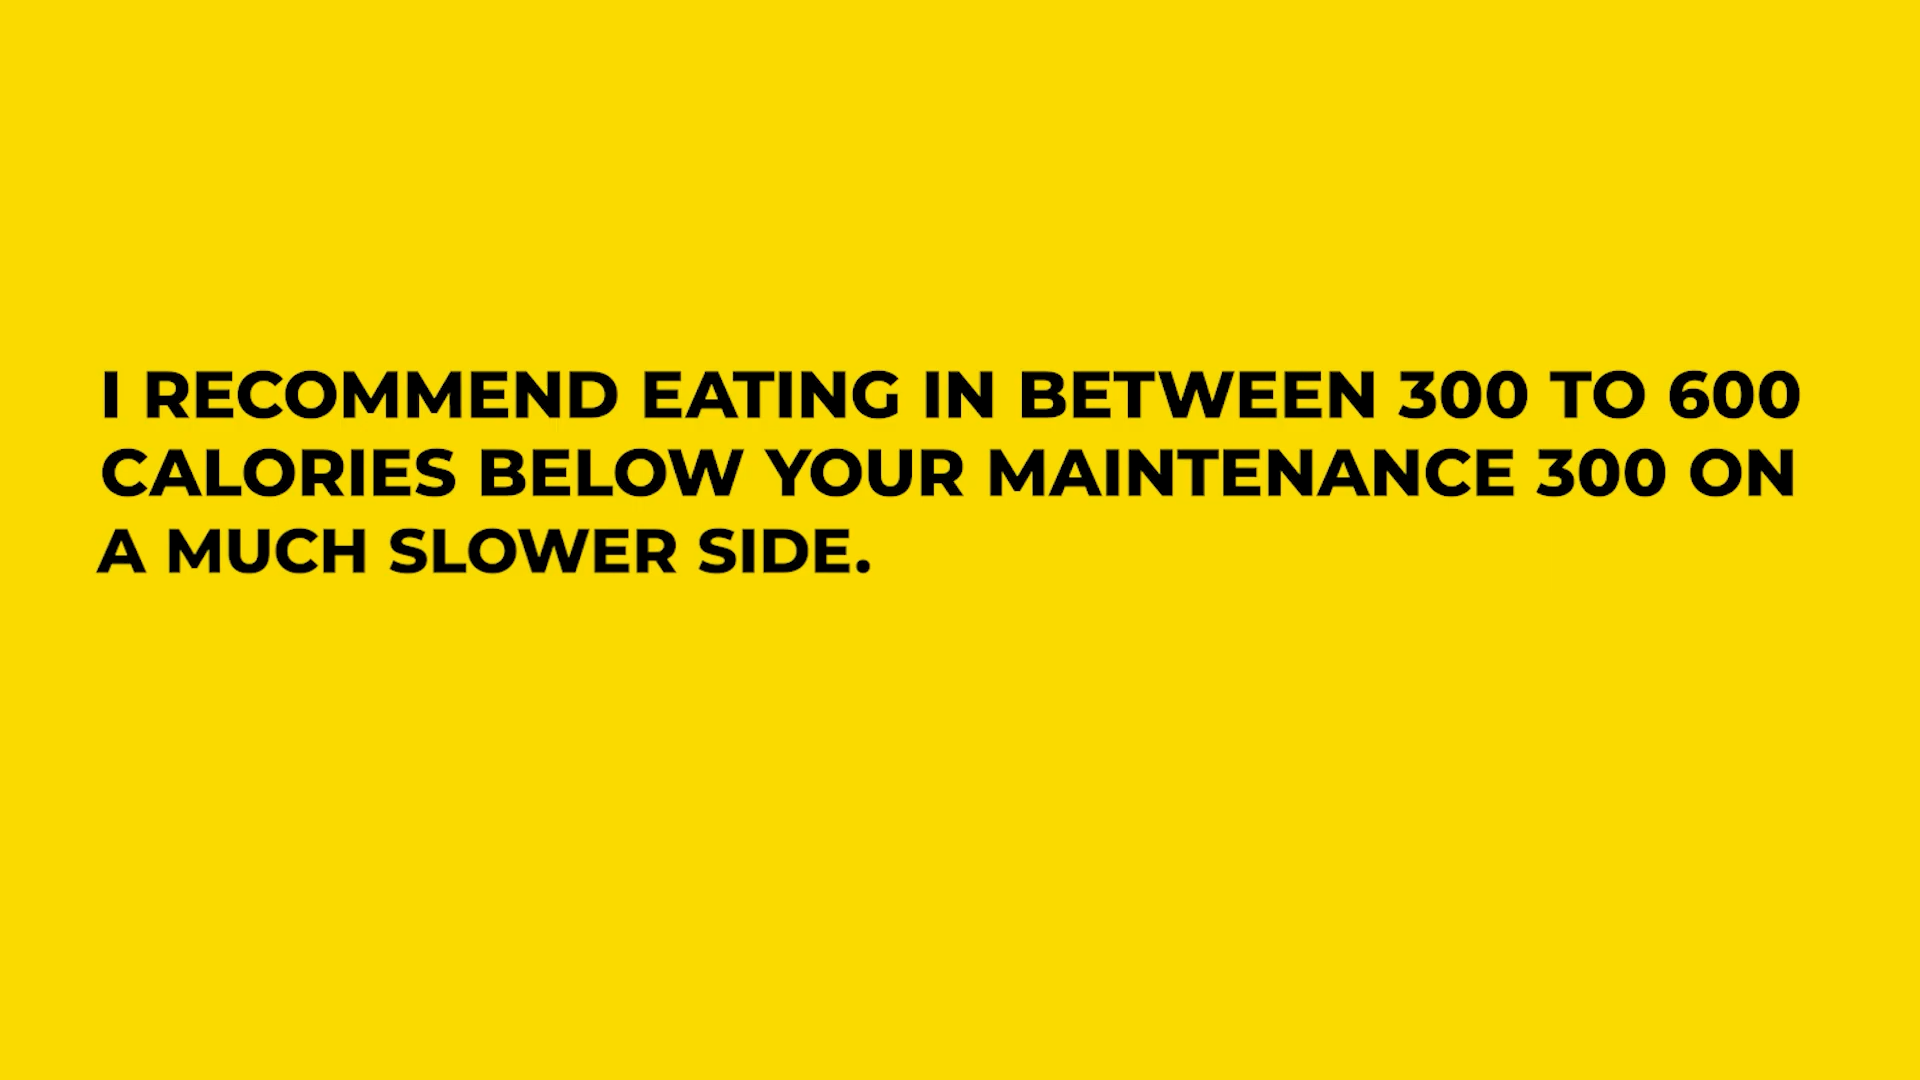 I RECOMMEND EATING IN BETWEEN 300 TO 600
CALORIES BELOW YOUR MAINTENANCE 300 ON
A MUCH SLOWER SIDE.